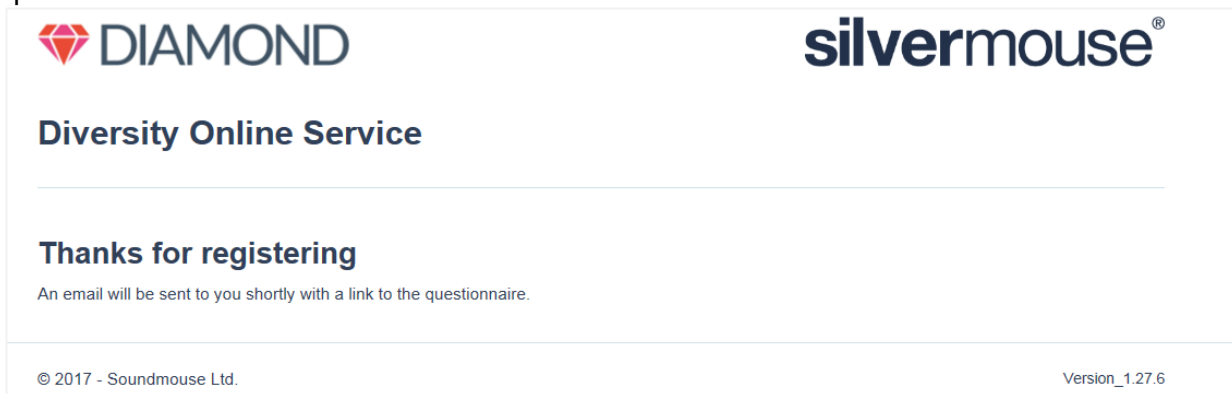 DIAMOND
silvermouse®
Diversity Online Service
Thanks for registering
An email will be sent to you shortly with a link to the questionnaire.
© 2017 - Soundmouse Ltd.
Version_1.27.6